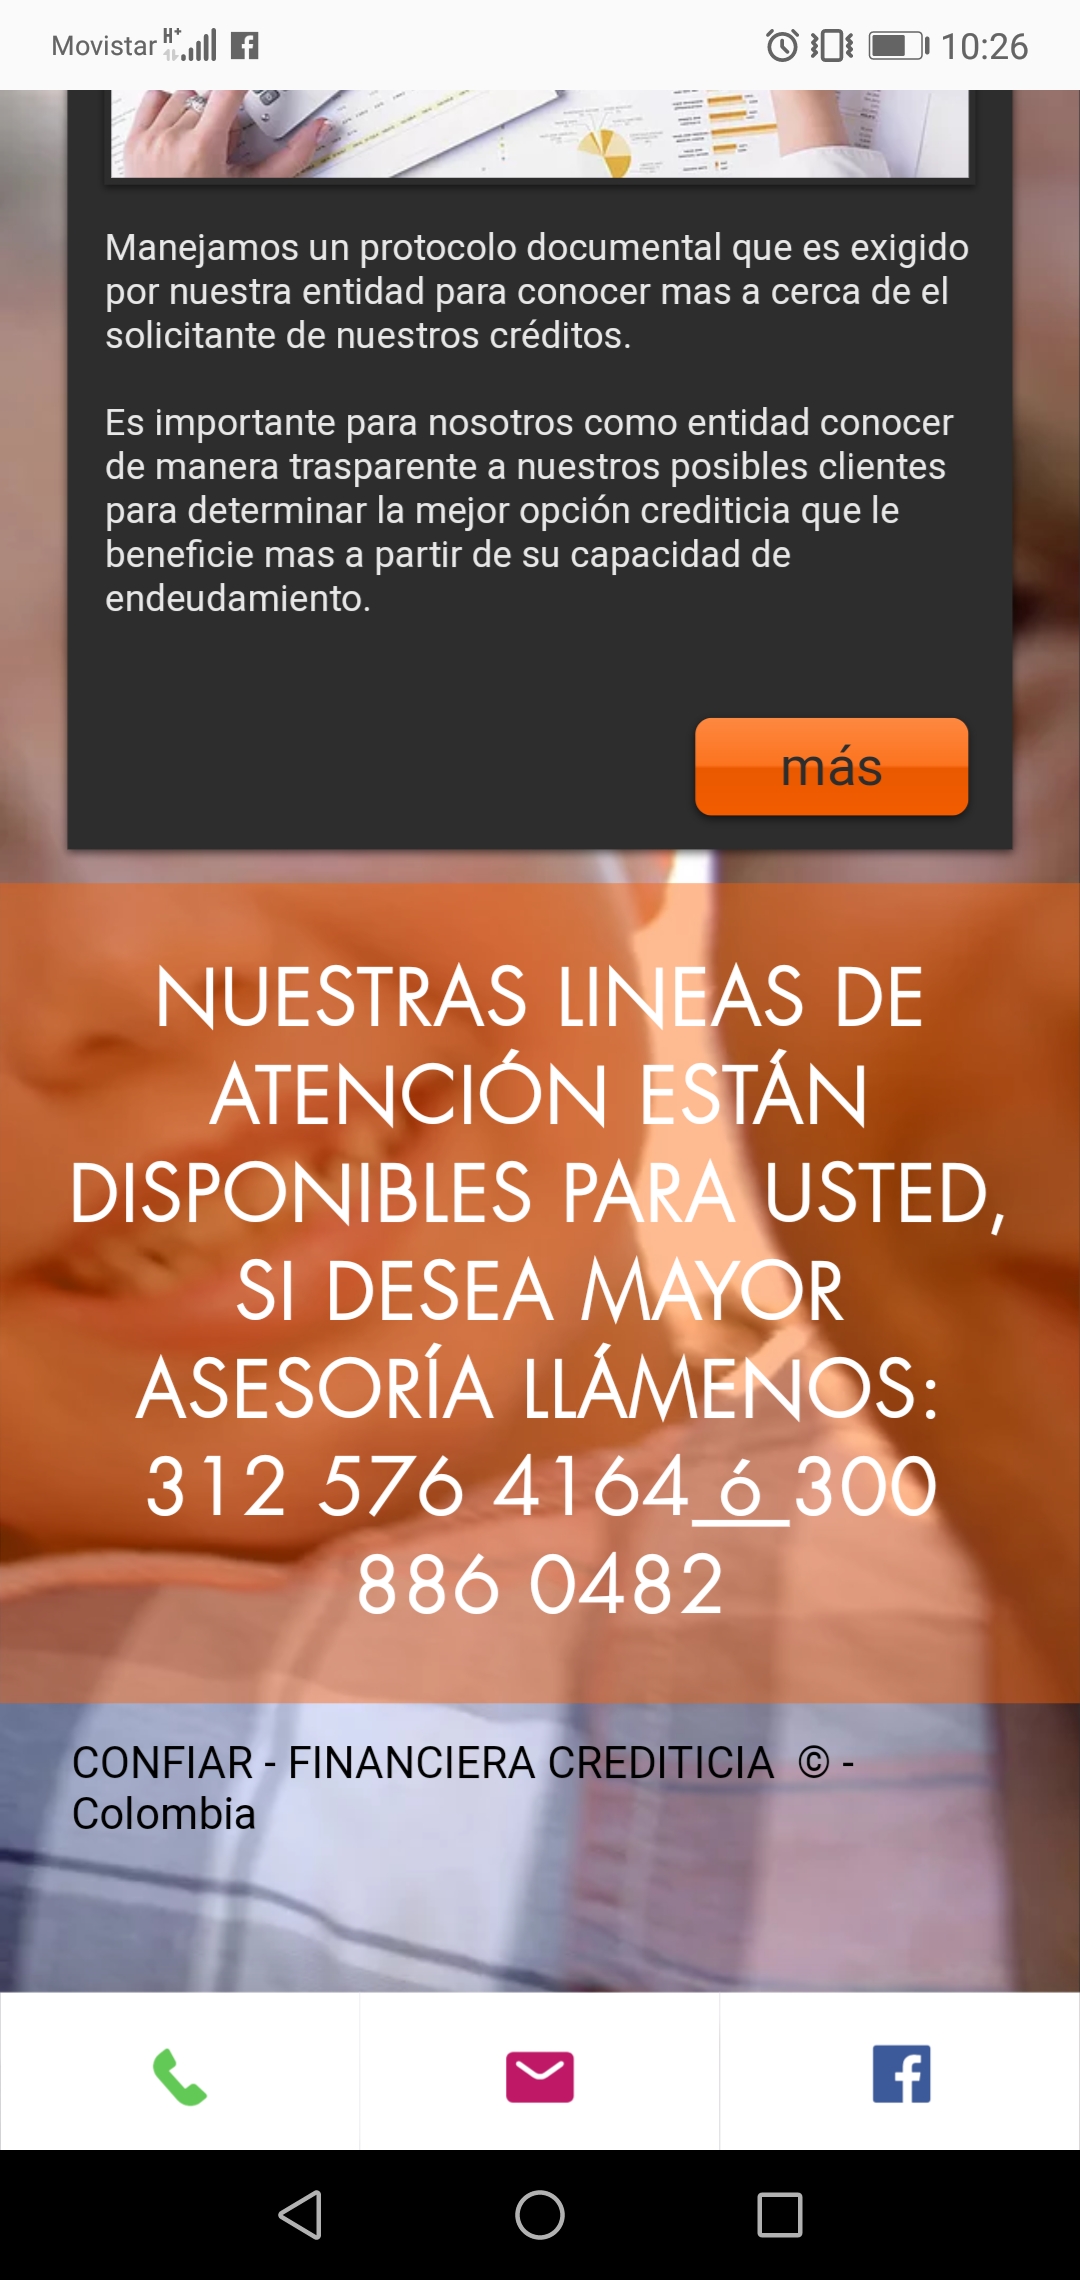 Movistar H+ 10:26
Manejamos un protocolo documental que es exigido
por nuestra entidad para conocer mas a cerca de el
solicitante de nuestros créditos.
Es importante para nosotros como entidad conocer
de manera trasparente a nuestros posibles clientes
para determinar la mejor opción crediticia que le
beneficie mas a partir de su capacidad de
endeudamiento.
más
NUESTRAS LINEAS DE
ATENCIÓN ESTÁN
DISPONIBLES PARA USTED,
SI DESEA MAYOR
ASESORÍA LLÁMENOS:
312 576 4164 ó 300
886 0482
CONFIAR - FINANCIERA CREDITICIA © -
Colombia